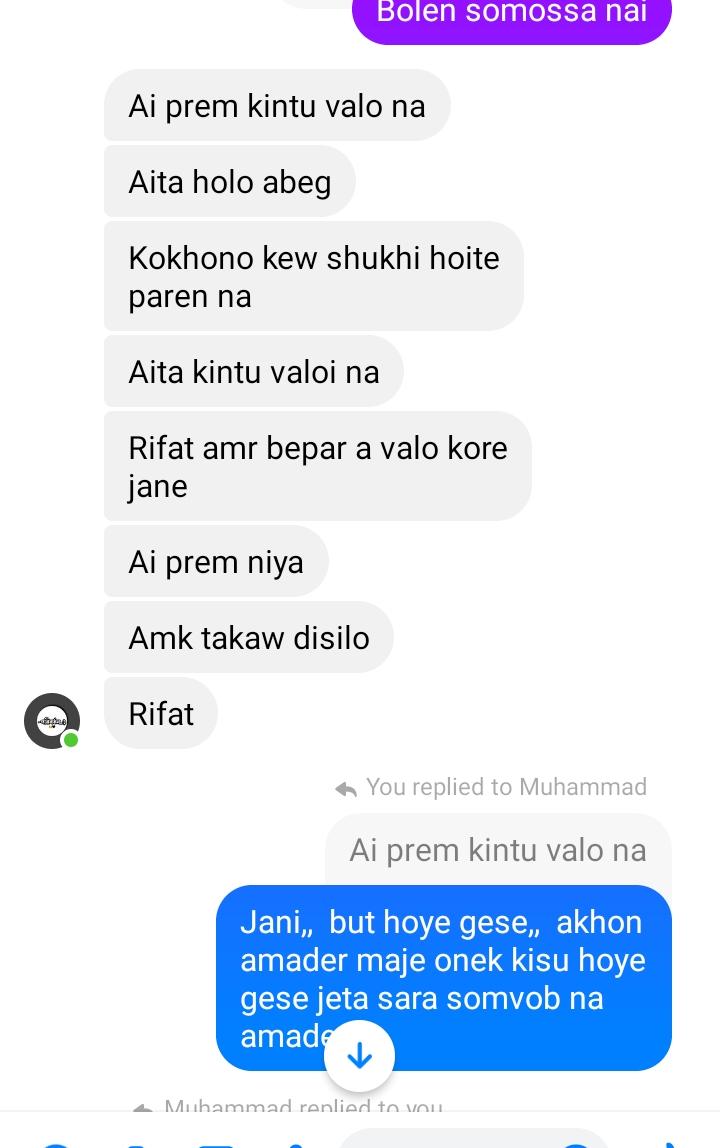 Bolen somossa nai
Ai prem kintu valo na
Aita holo abeg
Kokhono kew shukhi hoite
paren na
Aita kintu valoi na
Rifat amr bepar a valo kore
jane
Ai prem niya
Amk takaw disilo
Rifat
You replied to Muhammad
Ai prem kintu valo na
Jani,, but hoye gese,, akhon
amader maje onek kisu hoye
gese jeta sara somvob na
Muhammad replied to you